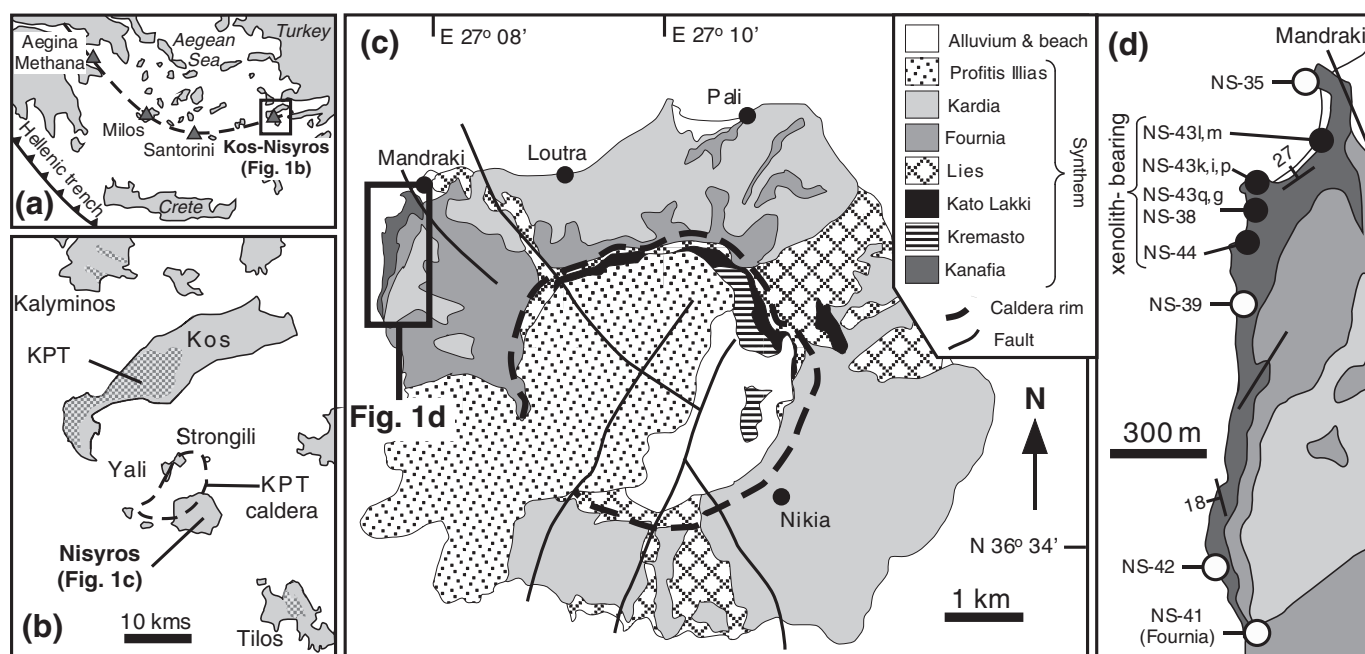 (a)
Turkey
Aegean
Sea
Aegina
Methana
Milos
Santorini
Kos-Nisyros
(Fig. 1b)
Hellenic trench
Crete
(b)
Kalyminos
Kos
KPT
Strongili
Yali
KPT
caldera
Nisyros
(Fig. 1c)
10 kms
Tilos
(c)
E 27º 08’
E 27º 10’
Pali
Loutra
Mandraki
Fig. 1d
Nikia
N
N 36º 34’
1 km
Alluvium & beach
Profitis Illias
Kardia
Fournia
Lies
Kato Lakki
Kremasto
Kanafia
Synthem
Caldera rim
Fault
(d)
Mandraki
NS-35
xenolith- bearing
NS-43l,m
NS-43k,i,p
NS-43q,g
NS-38
NS-44
27
NS-39
300 m
18
NS-42
NS-41
(Fournia)